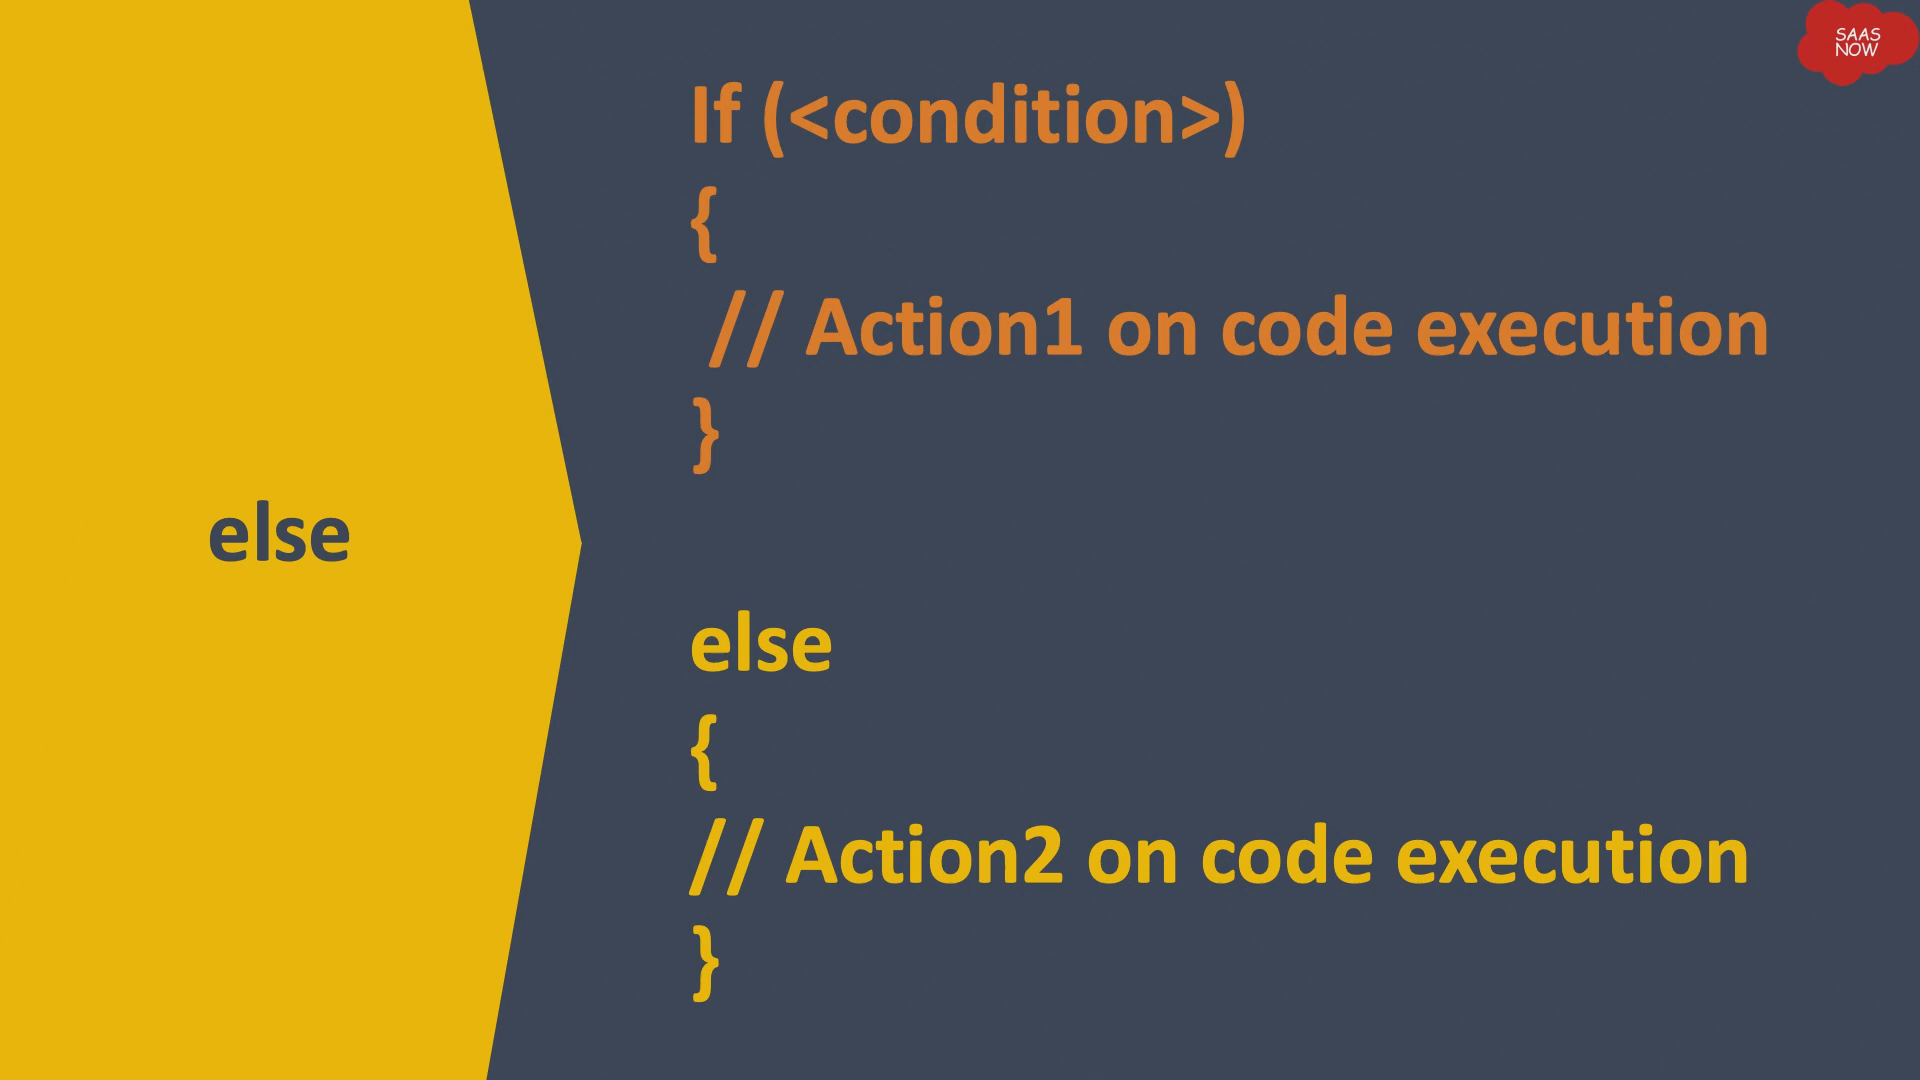 SAAS
NOW
If (<condition>)
{
// Action1 on code execution
}
else
else
{
// Action2 on code execution
}